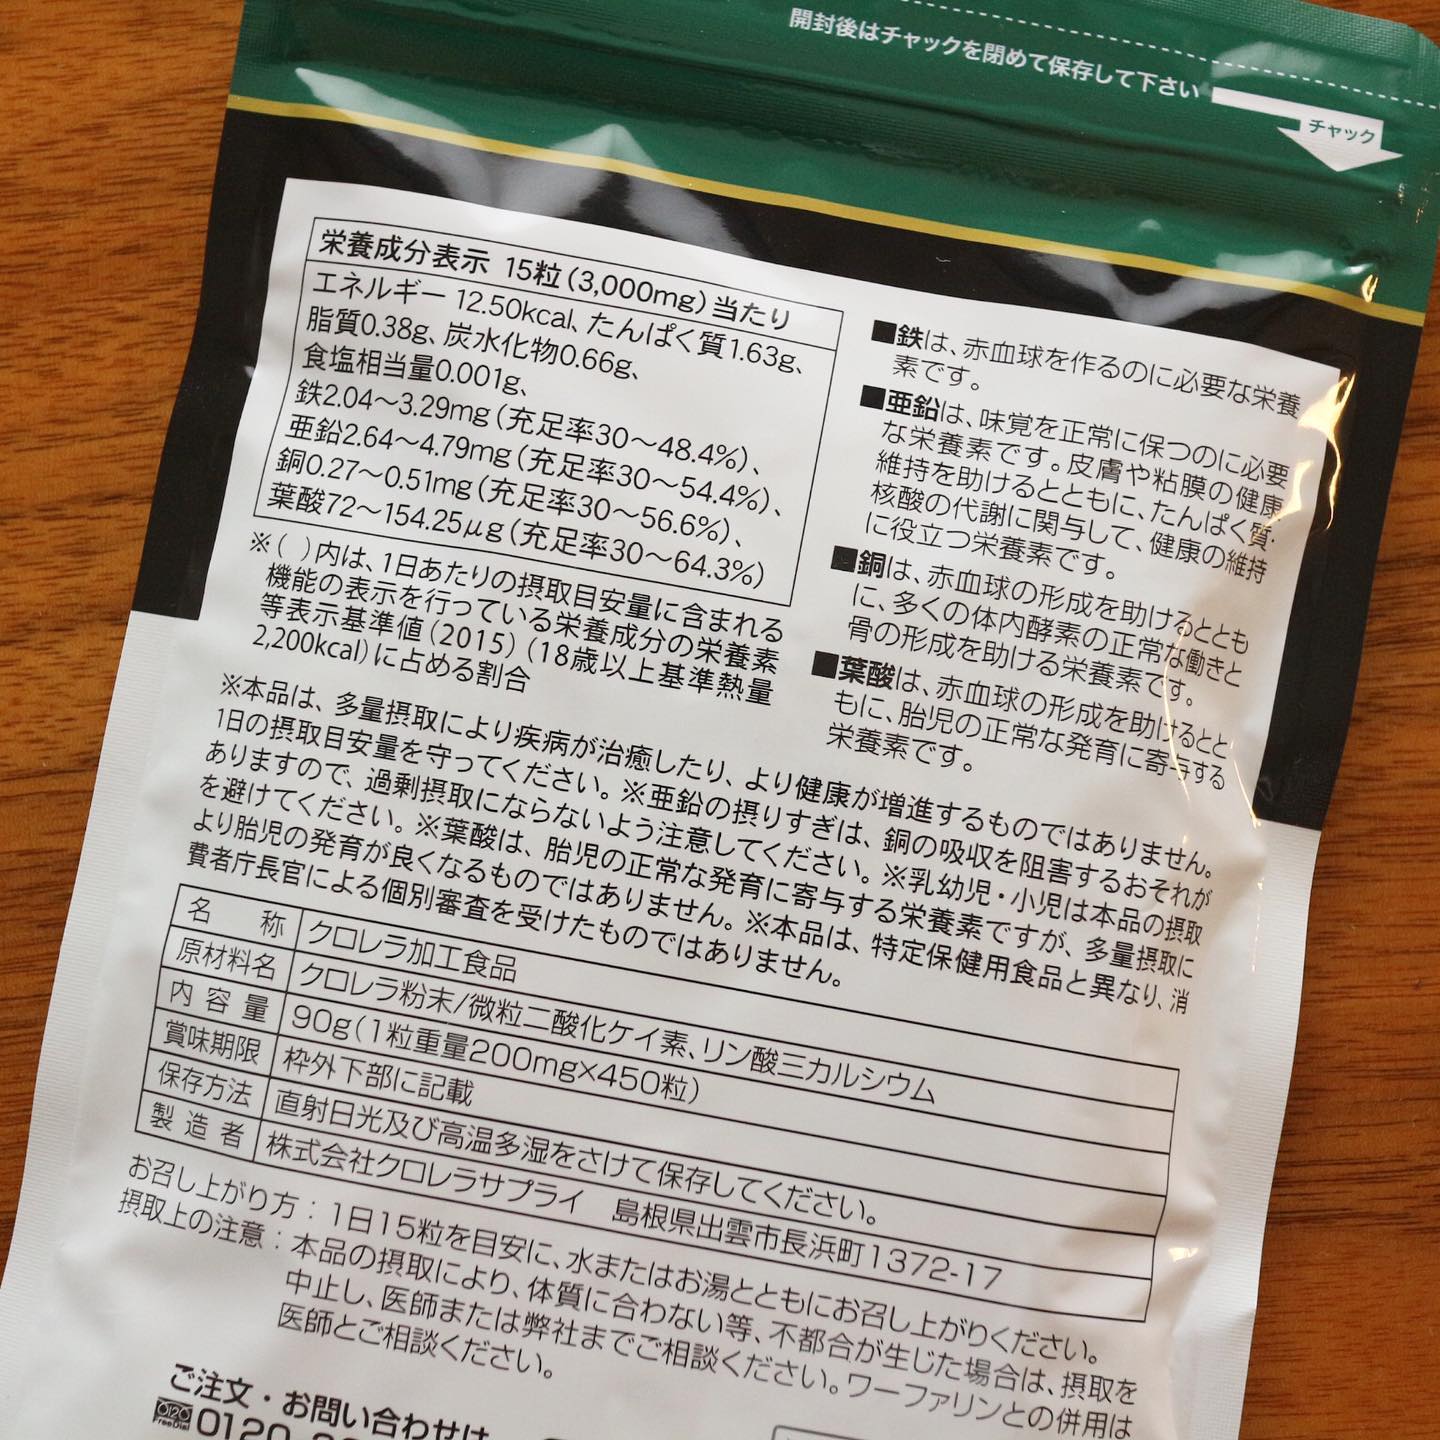 開封後はチャックを閉めて保存して下さい
チャック
栄養成分表示 15粒(3,000mg)当たり
エネルギー 12.50kcal、たんぱく質1.63g、
脂質0.38g、炭水化物0.66g、
食塩相当量0.001g、
鉄2.04〜3.29mg(充足率30〜48.4%)、
亜鉛2.64〜4.79mg(充足率30〜54.4%)、
銅0.27〜0.51mg(充足率30〜56.6%)、
葉酸72〜154.25μg(充足率30〜64.3%)
※( )内は、1日あたりの摂取目安量に含まれる
機能の表示を行っている栄養成分の栄養素
等表示基準値(2015)(18歳以上基準熱量
2,200kcal)に占める割合
■鉄は、赤血球を作るのに必要な栄養
素です。
■亜鉛は、味覚を正常に保つのに必要
な栄養素です。皮膚や粘膜の健康
維持を助けるとともに、たんぱく質・
核酸の代謝に関与して、健康の維持
に役立つ栄養素です。
■銅は、赤血球の形成を助けるととも
に、多くの体内酵素の正常な働きと
骨の形成を助ける栄養素です。
■葉酸は、赤血球の形成を助けるとと
もに、胎児の正常な発育に寄与する
栄養素です。
※本品は、多量摂取により疾病が治癒したり、より健康が増進するものではありません。
1日の摂取目安量を守ってください。※亜鉛の摂りすぎは、銅の吸収を阻害するおそれが
ありますので、過剰摂取にならないよう注意してください。※乳幼児・小児は本品の摂取
を避けてください。※葉酸は、胎児の正常な発育に寄与する栄養素ですが、多量摂取に
より胎児の発育が良くなるものではありません。※本品は、特定保健用食品と異なり、消
費者庁長官による個別審査を受けたものではありません。
名称 クロレラ加工食品
原材料名 クロレラ粉末/微粒二酸化ケイ素、リン酸三カルシウム
内容量 90g(1粒重量200mg×450粒)
賞味期限 枠外下部に記載
保存方法 直射日光及び高温多湿をさけて保存してください。
製造者 株式会社クロレラサプライ 島根県出雲市長浜町1372-17
お召し上がり方:1日15粒を目安に、水またはお湯とともにお召し上がりください。
摂取上の注意:本品の摂取により、体質に合わない等、不都合が生じた場合は、摂取を
中止し、医師または弊社までご相談ください。ワーファリンとの併用は
医師とご相談ください。
ご注文・お問い合わせは
0120 FreeDial 0120-